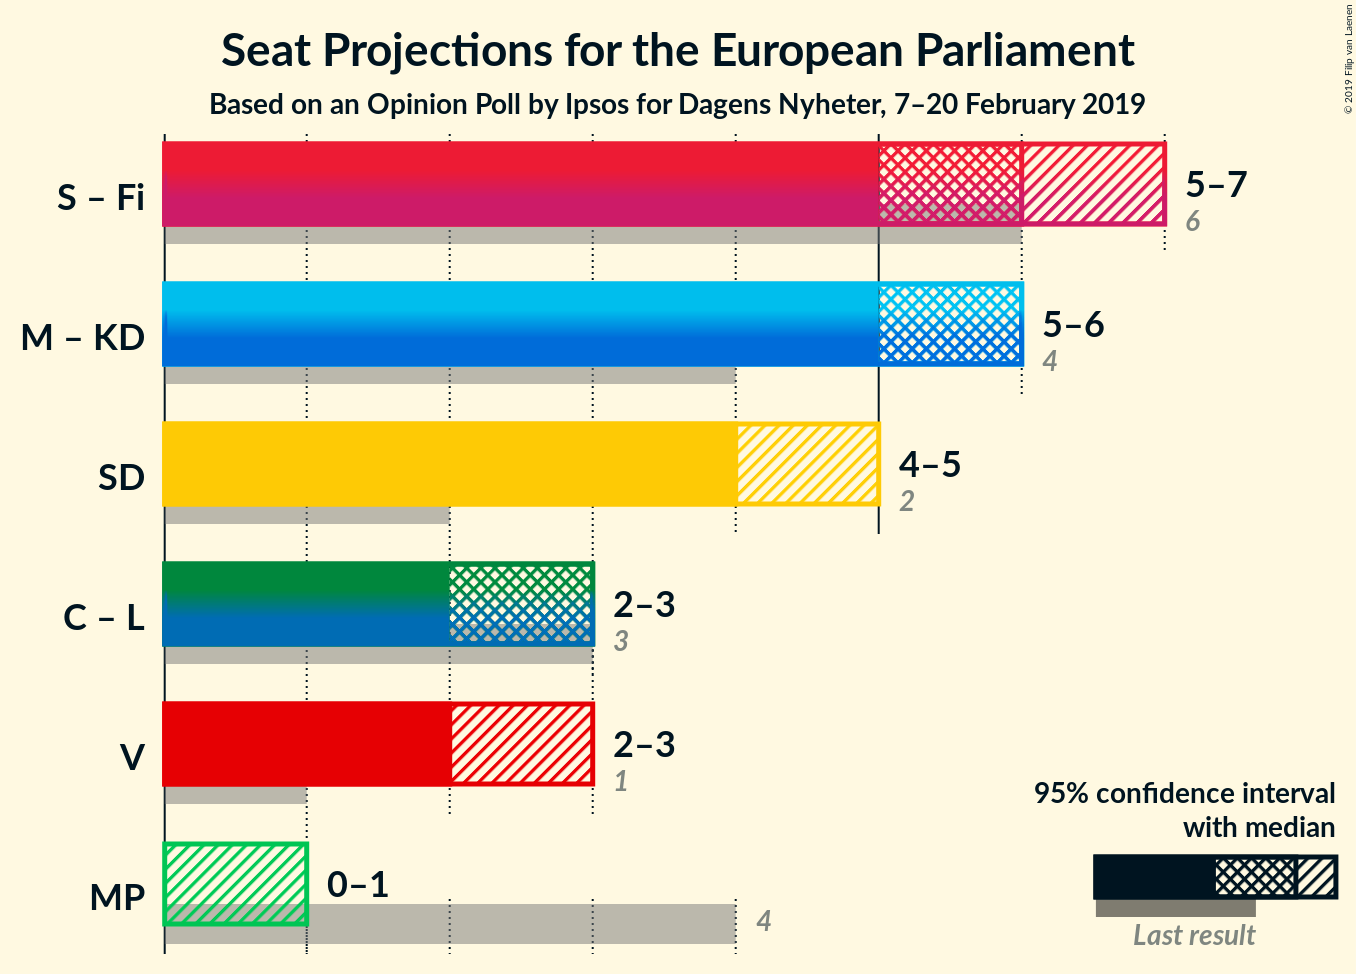 Seat Projections for the European Parliament
Based on an Opinion Poll by Ipsos for Dagens Nyheter, 7–20 February 2019
© 2019 Filip van Laenen
S – Fi
5–7
6
M – KD
5–6
4
SD
4–5
2
C – L
2–3
3
V
2–3
1
MP
0–1
4
95% confidence interval
with median
Last result